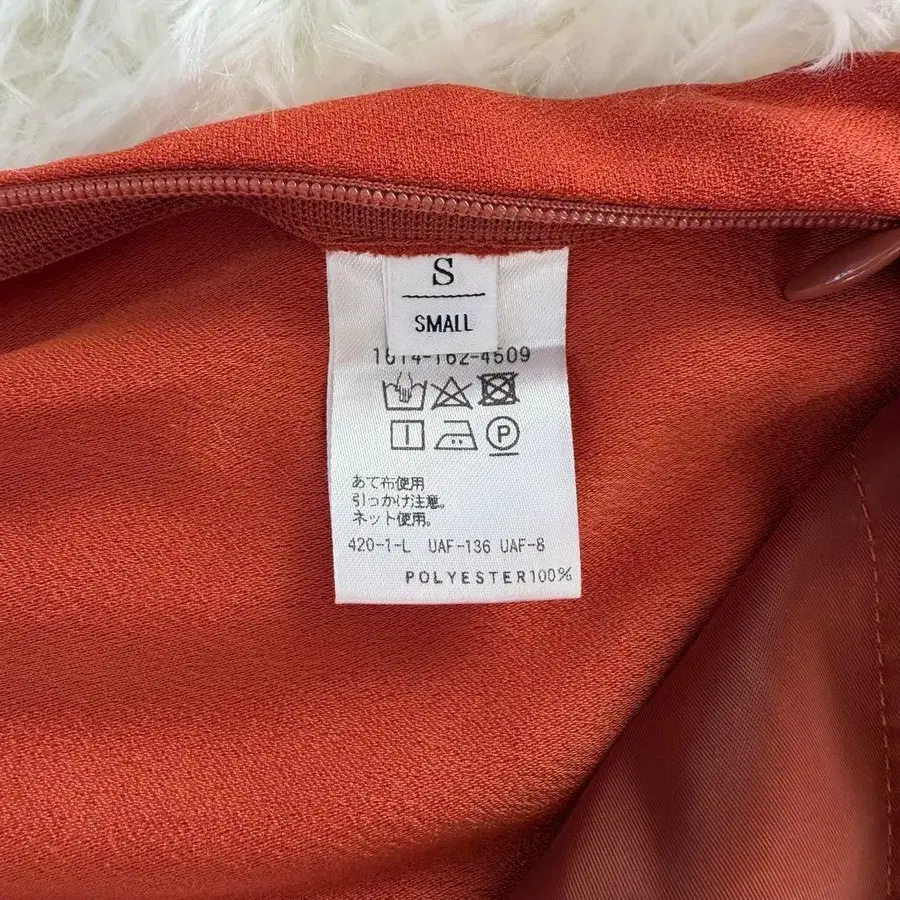 S
SMALL
1614-162-4509
P
あて布使用
引っかけ注意。
ネット使用。
420-1-L UAF-136 UAF-8
POLYESTER100%